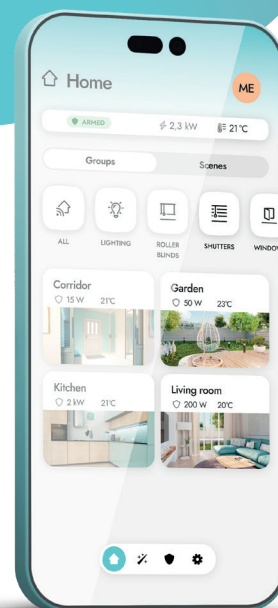 Home
ME
ARMED 2,3 kW 21°C
Groups Scenes
ALL LIGHTING ROLLER BLINDS SHUTTERS WINDOW
Corridor
15 W 21°C
Garden
50 W 23°C
Kitchen
2 kW 21°C
Living room
200 W 20°C